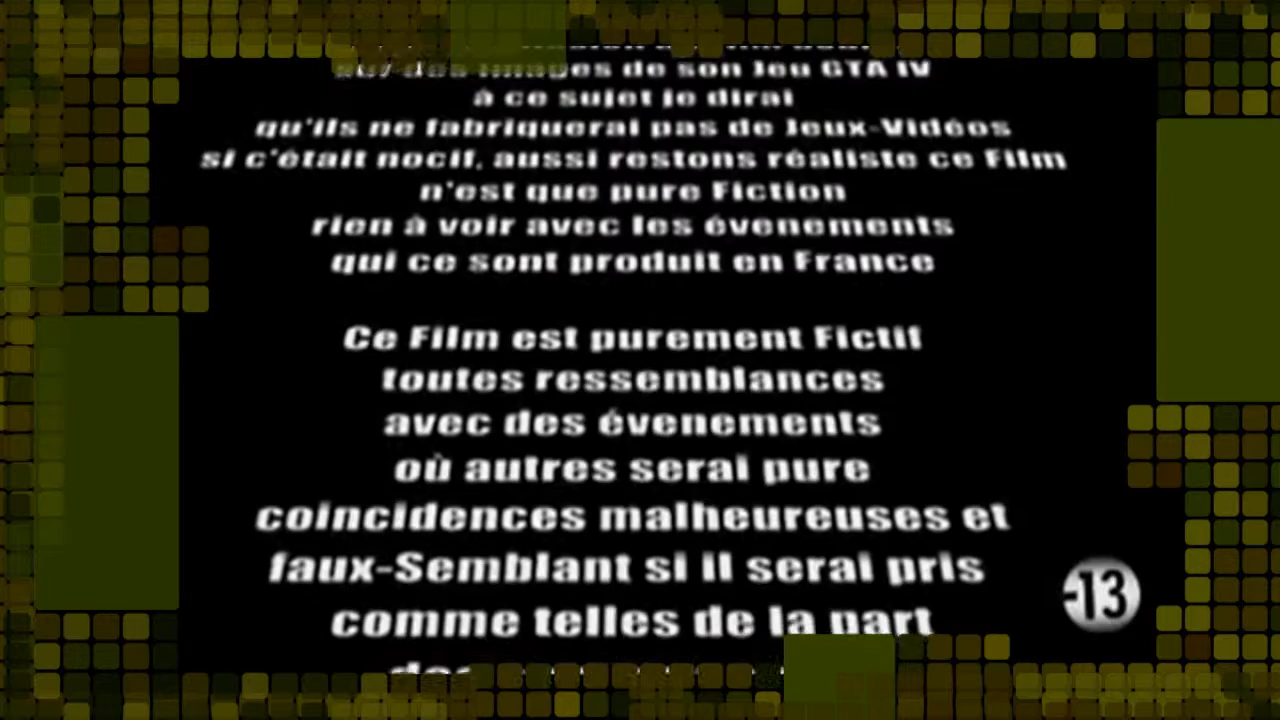 sur des images de son Jeu GTA IV
à ce sujet je dirai
qu'ils ne fabriquerai pas de Jeux-Vidéos
si c'était nocif, aussi restons réaliste ce Film
n'est que pure Fiction
rien à voir avec les évenements
qui ce sont produit en France
Ce Film est purement Fictif
toutes ressemblances
avec des évenements
où autres serai pure
coincidences malheureuses et
faux-Semblant si il serai pris
comme telles de la part
-13